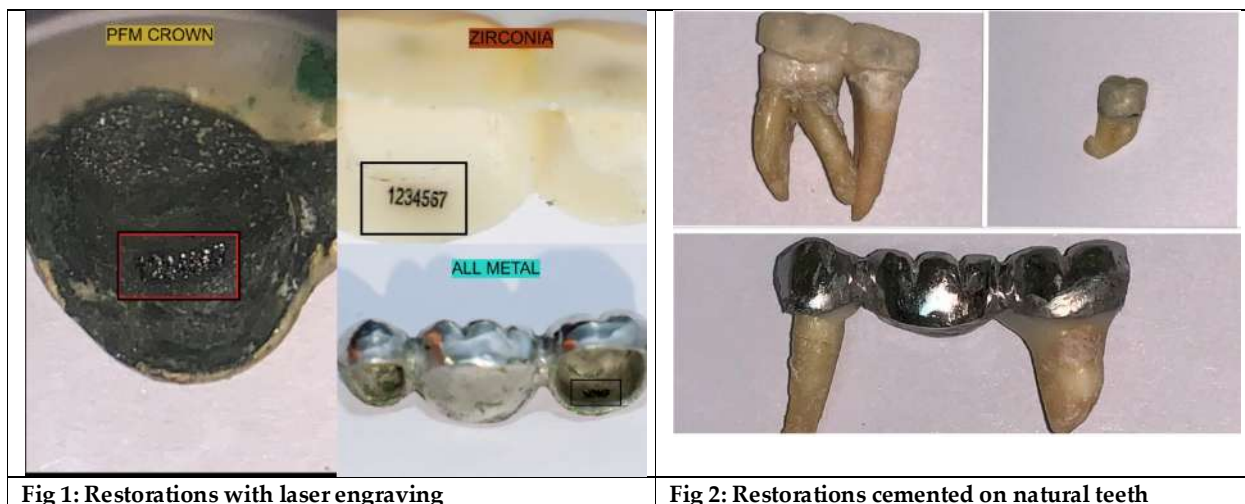 PFM CROWN
ZIRCONIA
1234567
1234567
ALL METAL
Fig 1: Restorations with laser engraving
Fig 2: Restorations cemented on natural teeth